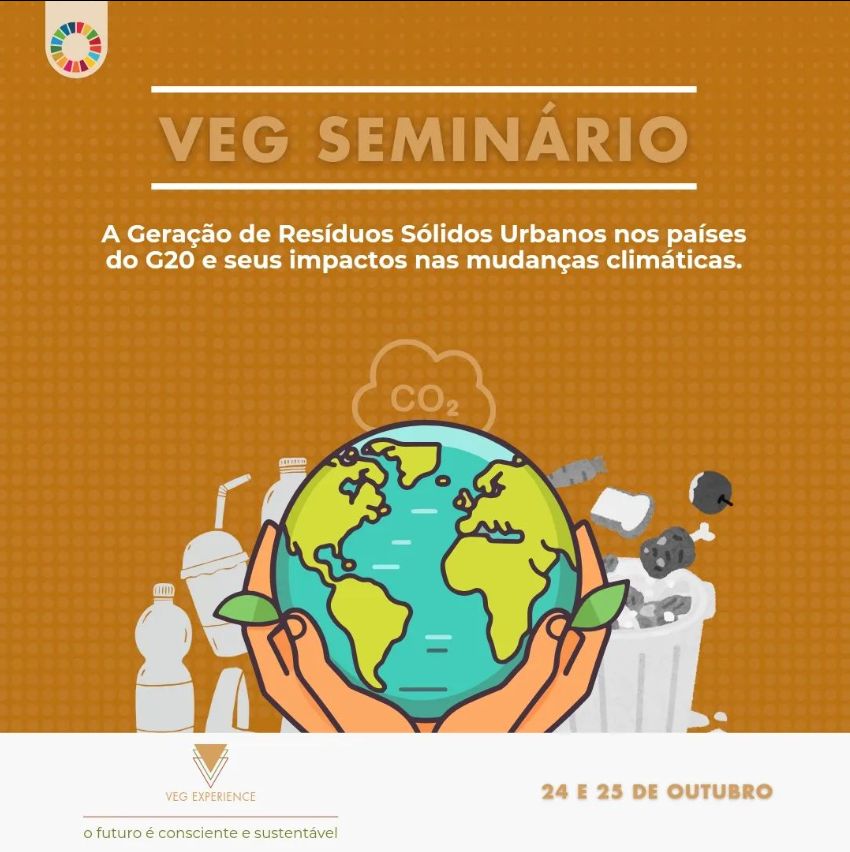 VEG SEMINÁRIO
A Geração de Resíduos Sólidos Urbanos nos países
do G20 e seus impactos nas mudanças climáticas.
CO₂
VEG EXPERIENCE
o futuro é consciente e sustentável
24 E 25 DE OUTUBRO